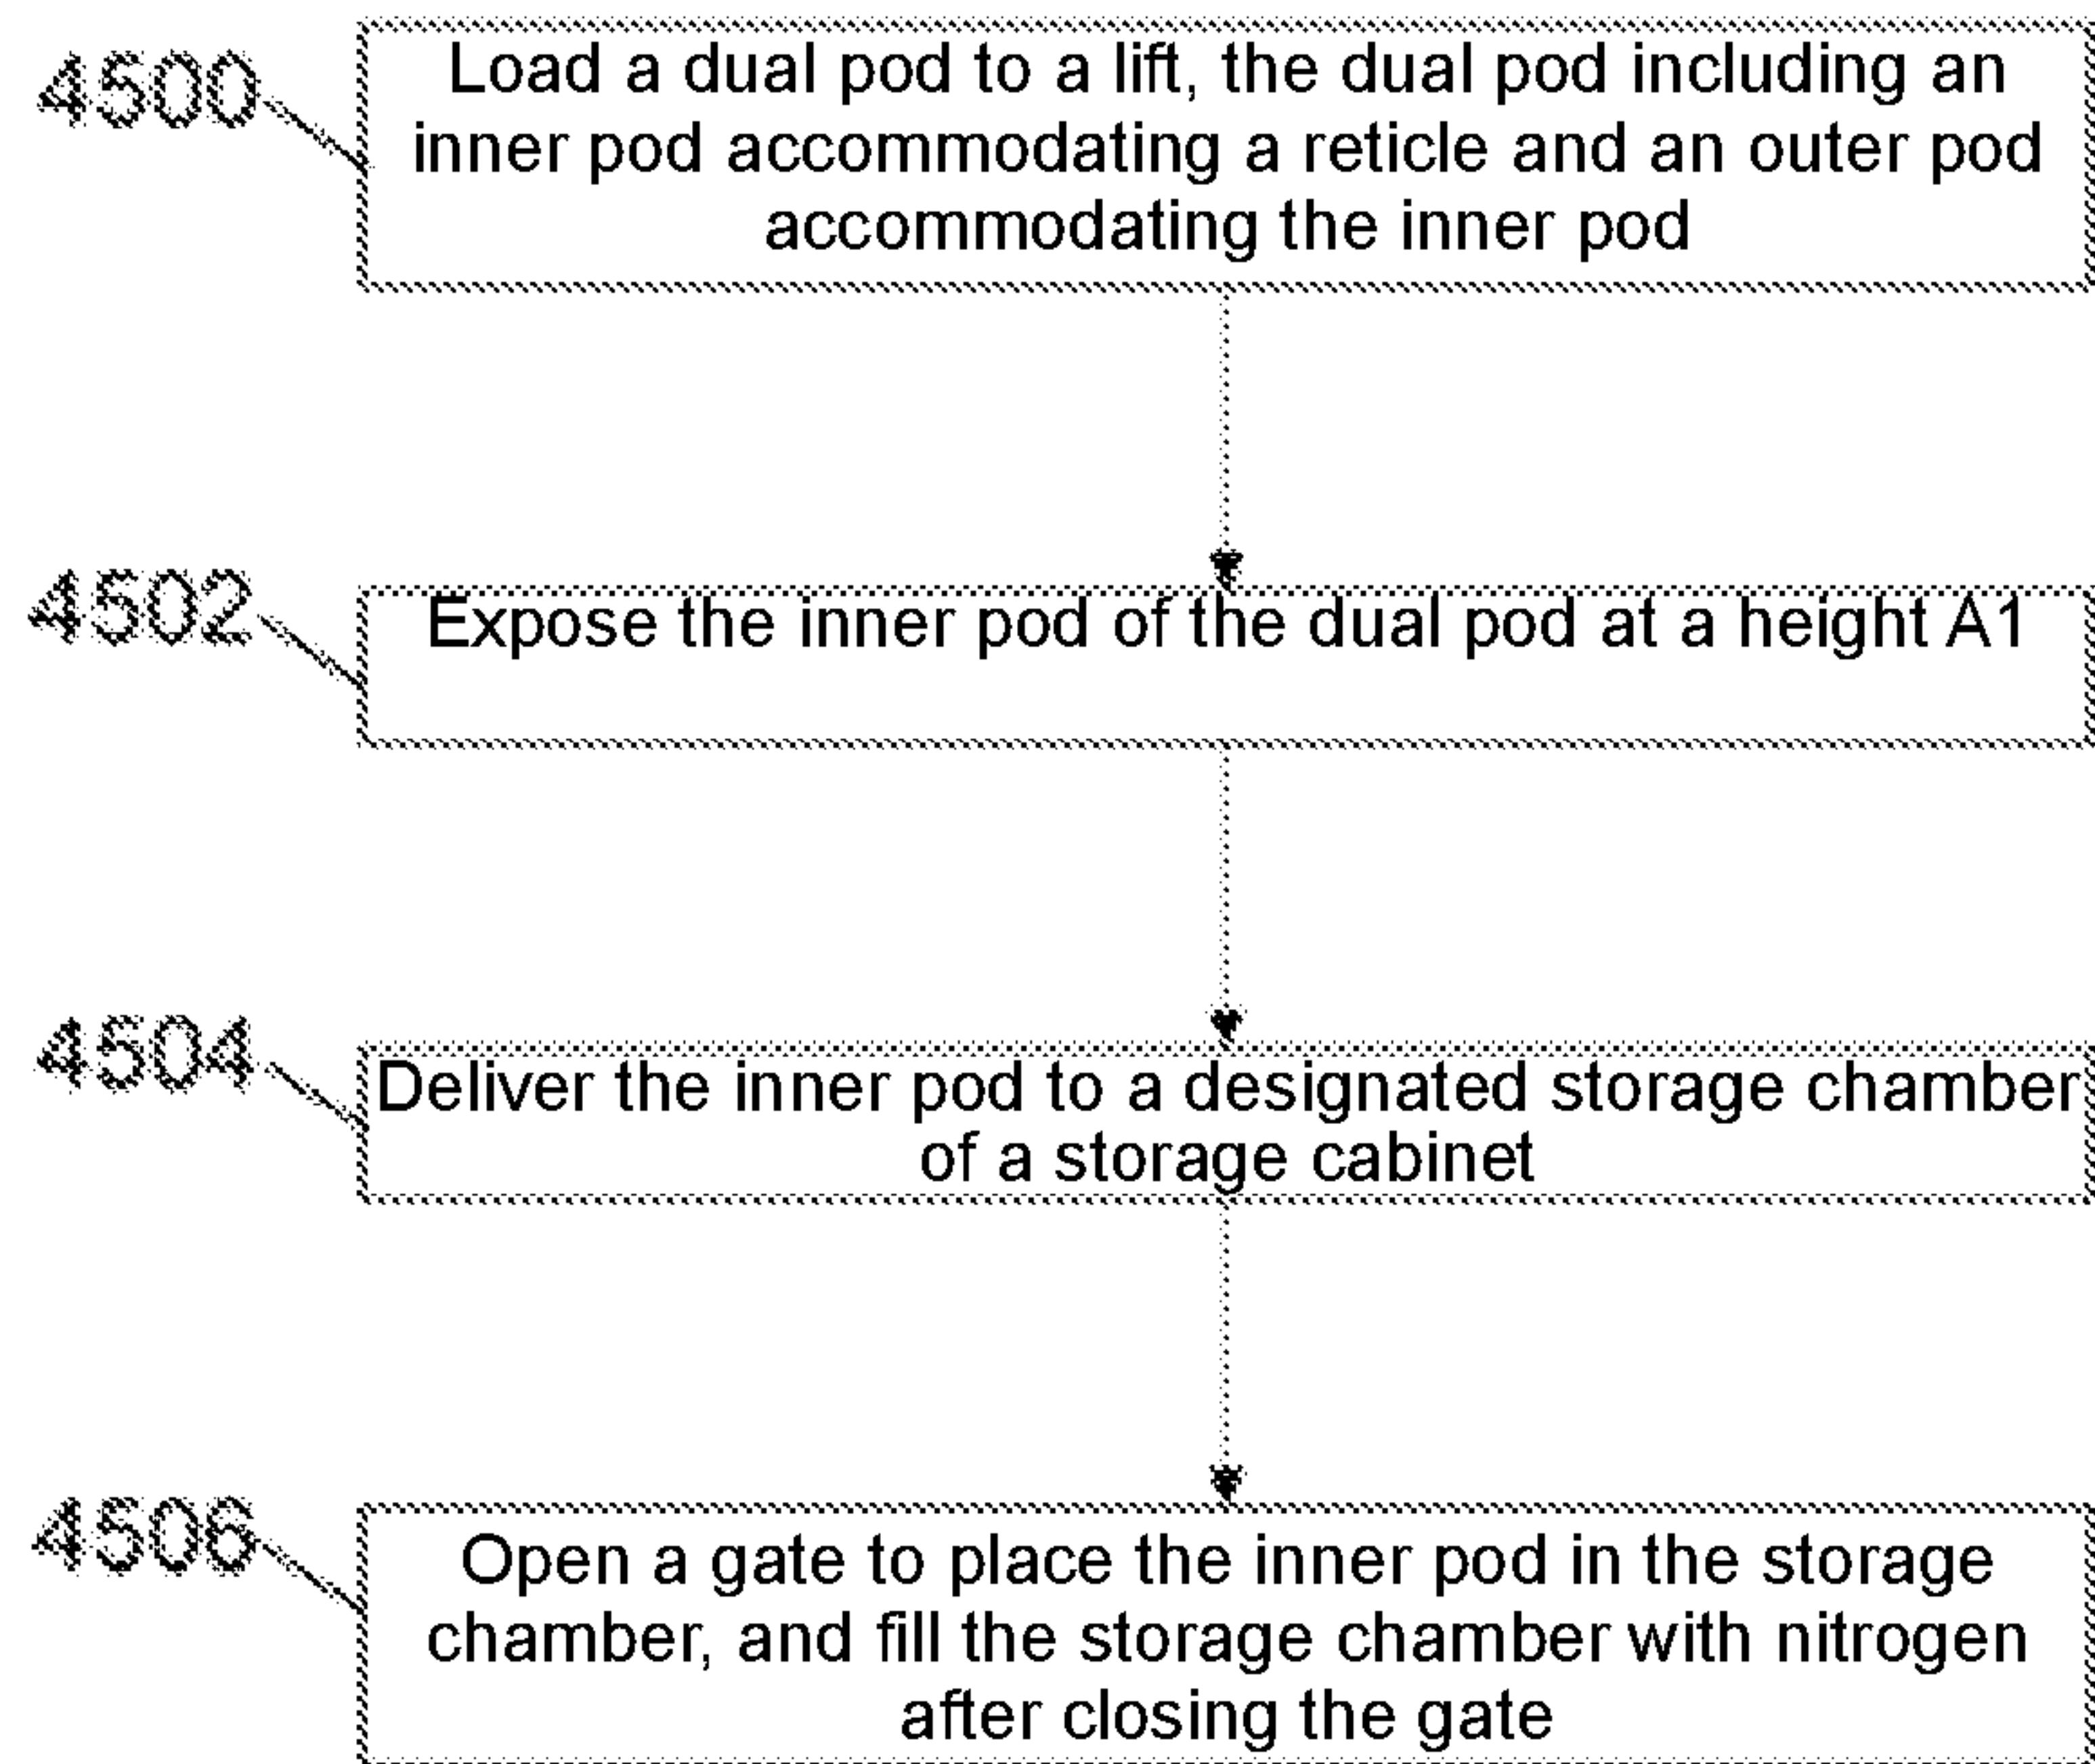 4500
Load a dual pod to a lift, the dual pod including an
inner pod accommodating a reticle and an outer pod
accommodating the inner pod
4502
Expose the inner pod of the dual pod at a height A1
4504
Deliver the inner pod to a designated storage chamber
of a storage cabinet
4506
Open a gate to place the inner pod in the storage
chamber, and fill the storage chamber with nitrogen
after closing the gate